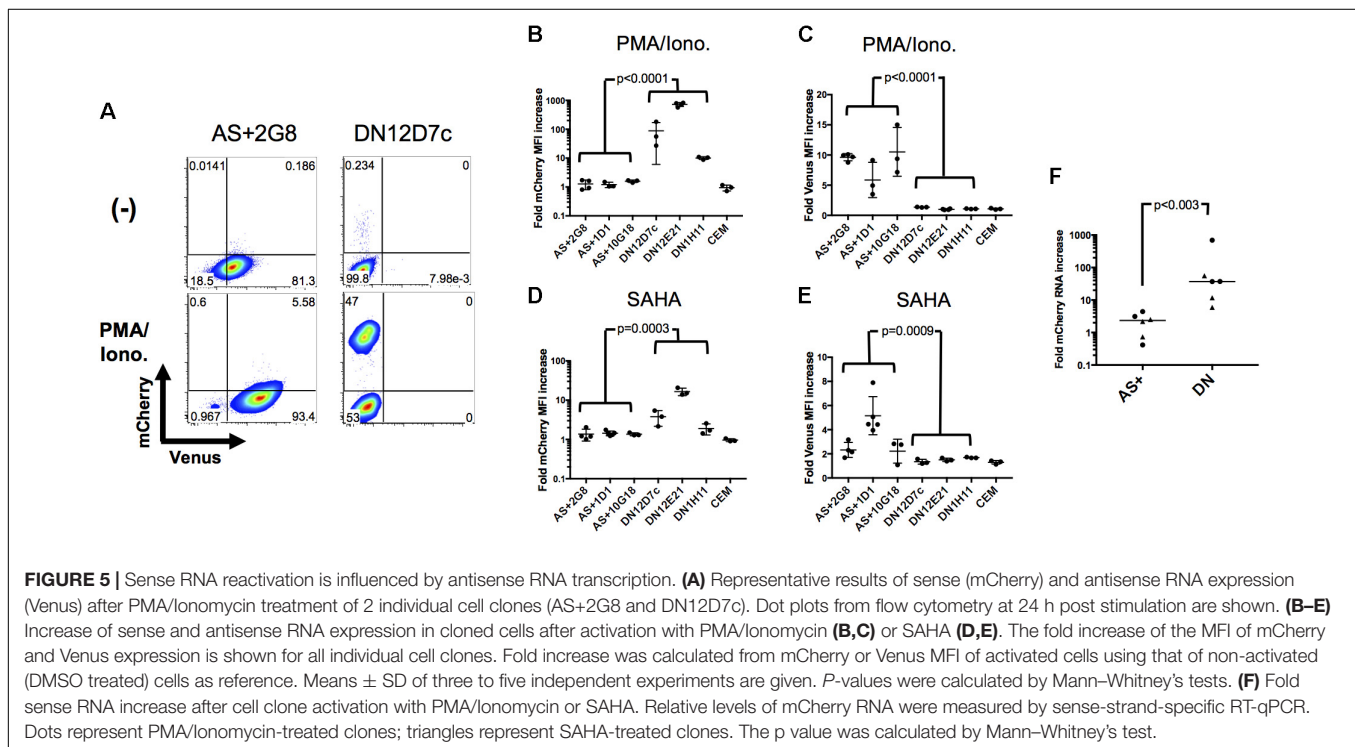 A
AS+2G8
DN12D7c
(-)
0.0141
0.186
18.5
81.3
0.234
0
99.8
7.98e-3
PMA/
Iono.
0.6
5.58
0.967
93.4
47
0
53
0
mCherry
Venus
B
PMA/Iono.
p<0.0001
Fold mCherry MFI increase
1000
100
10
1
0.1
AS+2G8
AS+1D1
AS+10G18
DN12D7c
DN12E21
DN1H11
CEM
C
PMA/Iono.
p<0.0001
Fold Venus MFI increase
20
15
10
5
0
AS+2G8
AS+1D1
AS+10G18
DN12D7c
DN12E21
DN1H11
CEM
D
SAHA
p=0.0003
Fold mCherry MFI increase
100
10
1
0.1
AS+2G8
AS+1D1
AS+10G18
DN12D7c
DN12E21
DN1H11
CEM
E
SAHA
p=0.0009
Fold Venus MFI increase
10
8
6
4
2
0
AS+2G8
AS+1D1
AS+10G18
DN12D7c
DN12E21
DN1H11
CEM
F
p<0.003
Fold mCherry RNA increase
1000
100
10
1
0.1
AS+
DN
FIGURE 5 | Sense RNA reactivation is influenced by antisense RNA transcription. (A) Representative results of sense (mCherry) and antisense RNA expression
(Venus) after PMA/Ionomycin treatment of 2 individual cell clones (AS+2G8 and DN12D7c). Dot plots from flow cytometry at 24 h post stimulation are shown. (B–E)
Increase of sense and antisense RNA expression in cloned cells after activation with PMA/Ionomycin (B,C) or SAHA (D,E). The fold increase of the MFI of mCherry
and Venus expression is shown for all individual cell clones. Fold increase was calculated from mCherry or Venus MFI of activated cells using that of non-activated
(DMSO treated) cells as reference. Means ± SD of three to five independent experiments are given. P-values were calculated by Mann–Whitney's tests. (F) Fold
sense RNA increase after cell clone activation with PMA/Ionomycin or SAHA. Relative levels of mCherry RNA were measured by sense-strand-specific RT-qPCR.
Dots represent PMA/Ionomycin-treated clones; triangles represent SAHA-treated clones. The p value was calculated by Mann–Whitney's test.